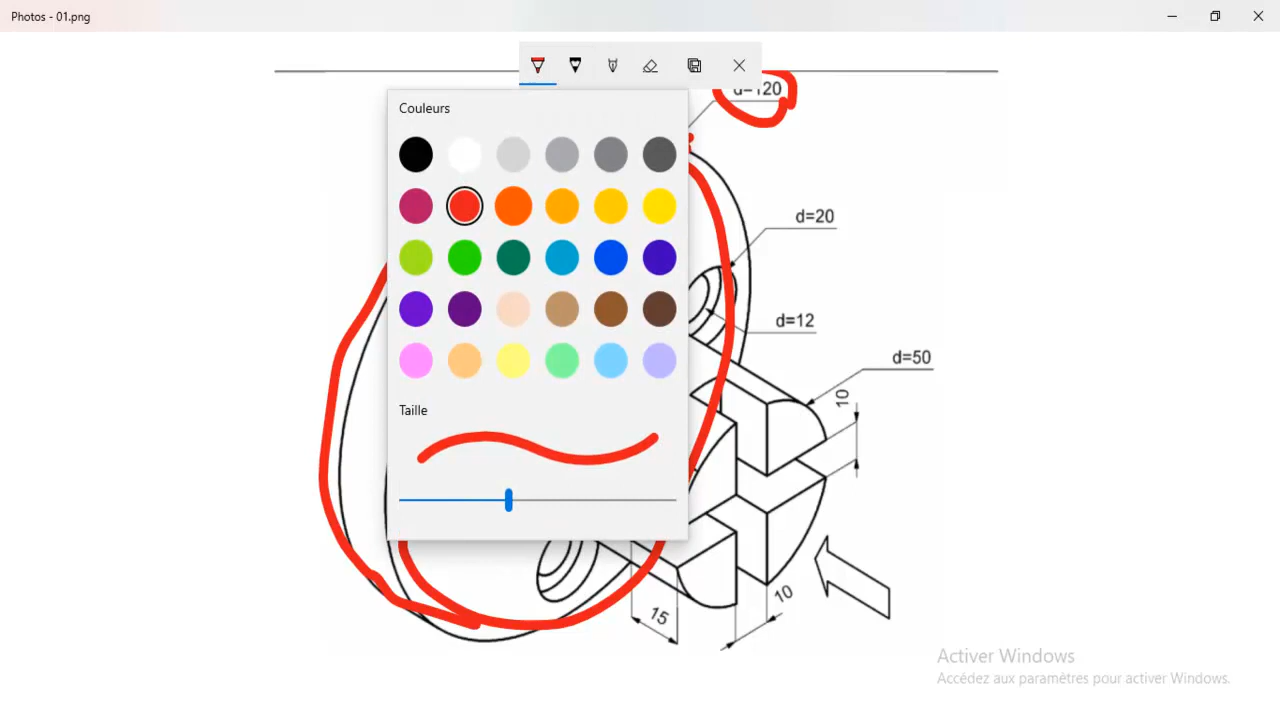 Photos - 01.png
d=120
Couleurs
d=20
d=12
d=50
10
Taille
10
15
Activer Windows
Accédez aux paramètres pour activer Windows.